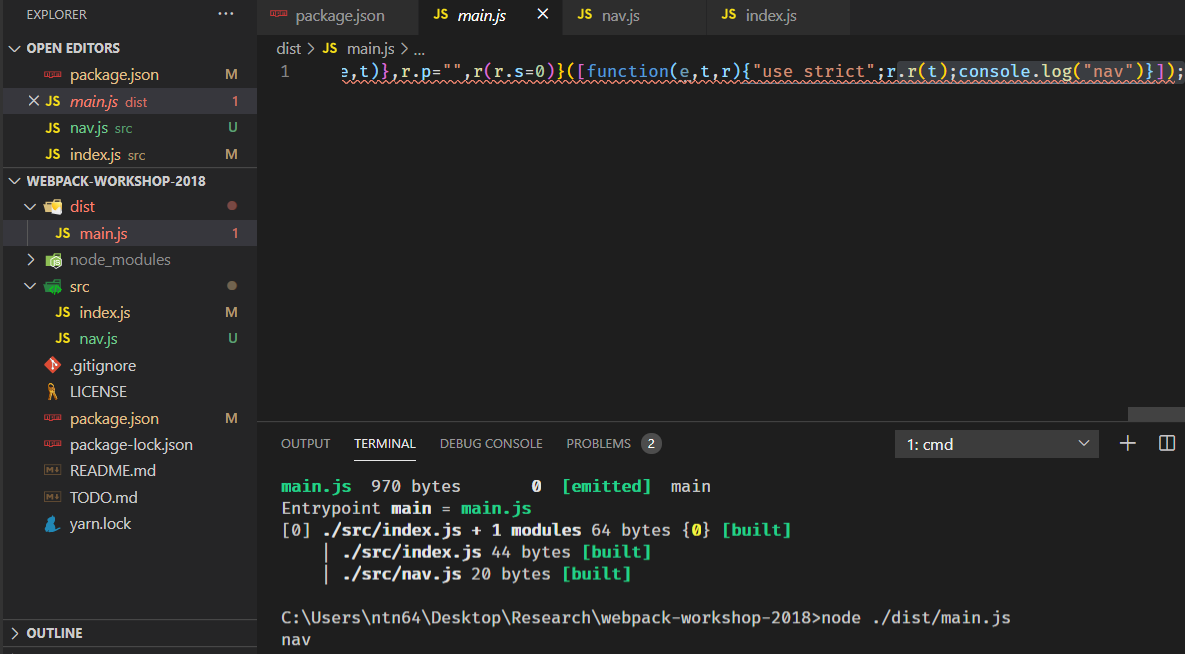 EXPLORER ...
OPEN EDITORS
package.json M
JS main.js dist 1
JS nav.js src U
JS index.js src M
WEBPACK-WORKSHOP-2018
dist
JS main.js 1
node_modules
src
JS index.js M
JS nav.js U
.gitignore
LICENSE
package.json M
package-lock.json
README.md
TODO.md
yarn.lock
OUTLINE
package.json JS main.js JS nav.js JS index.js
dist > JS main.js > ...
1 e,t)},r.p="",r(r.s=0)}([function(e,t,r){"use strict";r.r(t);console.log("nav")}]);
OUTPUT TERMINAL DEBUG CONSOLE PROBLEMS 2 1: cmd
main.js 970 bytes 0 [emitted] main
Entrypoint main = main.js
[0] ./src/index.js + 1 modules 64 bytes {0} [built]
| ./src/index.js 44 bytes [built]
| ./src/nav.js 20 bytes [built]
C:\Users\ntn64\Desktop\Research\webpack-workshop-2018>node ./dist/main.js
nav